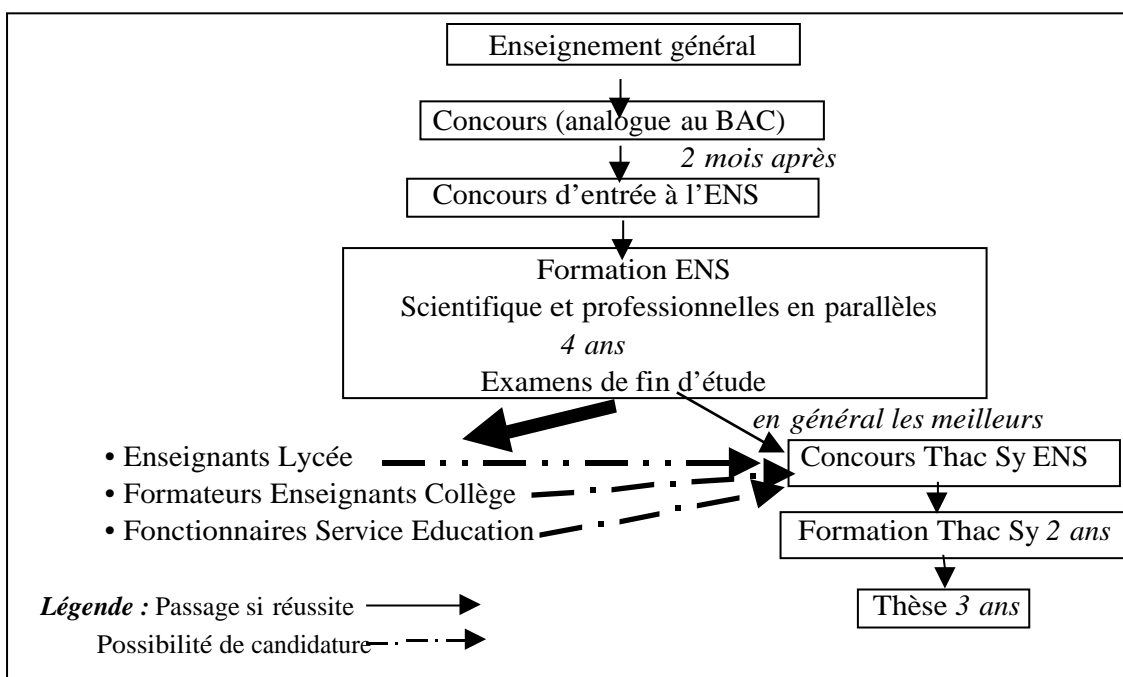 Enseignement général
Concours (analogue au BAC)
2 mois après
Concours d'entrée à l'ENS
Formation ENS
Scientifique et professionnelles en parallèles
4 ans
Examens de fin d'étude
en général les meilleurs
• Enseignants Lycée
Concours Thac Sy ENS
• Formateurs Enseignants Collège
• Fonctionnaires Service Education
Formation Thac Sy 2 ans
Légende : Passage si réussite
Thèse 3 ans
Possibilité de candidature